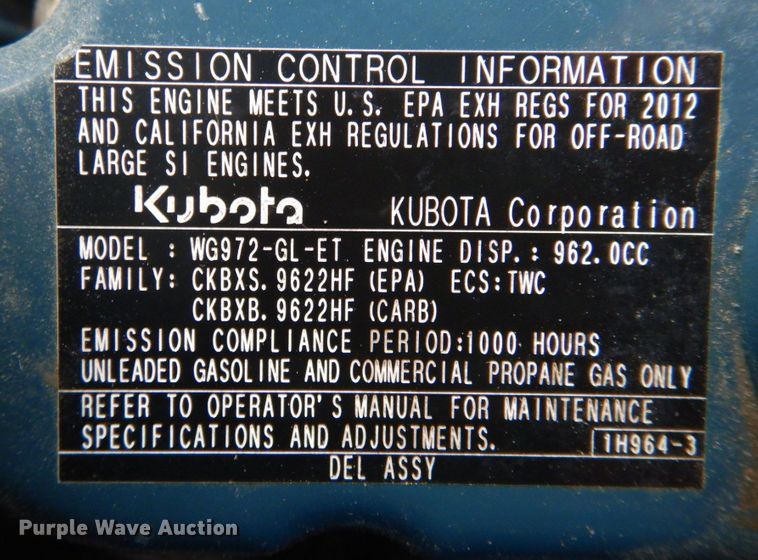 EMISSION CONTROL INFORMATION
THIS ENGINE MEETS U.S. EPA EXH REGS FOR 2012
AND CALIFORNIA EXH REGULATIONS FOR OFF-ROAD
LARGE SI ENGINES.
Kubota KUBOTA Corporation
MODEL : WG972-GL-ET ENGINE DISP.: 962.0CC
FAMILY: CKBXS.9622HF (EPA) ECS:TWC
CKBXB.9622HF (CARB)
EMISSION COMPLIANCE PERIOD:1000 HOURS
UNLEADED GASOLINE AND COMMERCIAL PROPANE GAS ONLY
REFER TO OPERATOR'S MANUAL FOR MAINTENANCE
SPECIFICATIONS AND ADJUSTMENTS. 1H964-3
DEL ASSY
Purple Wave Auction